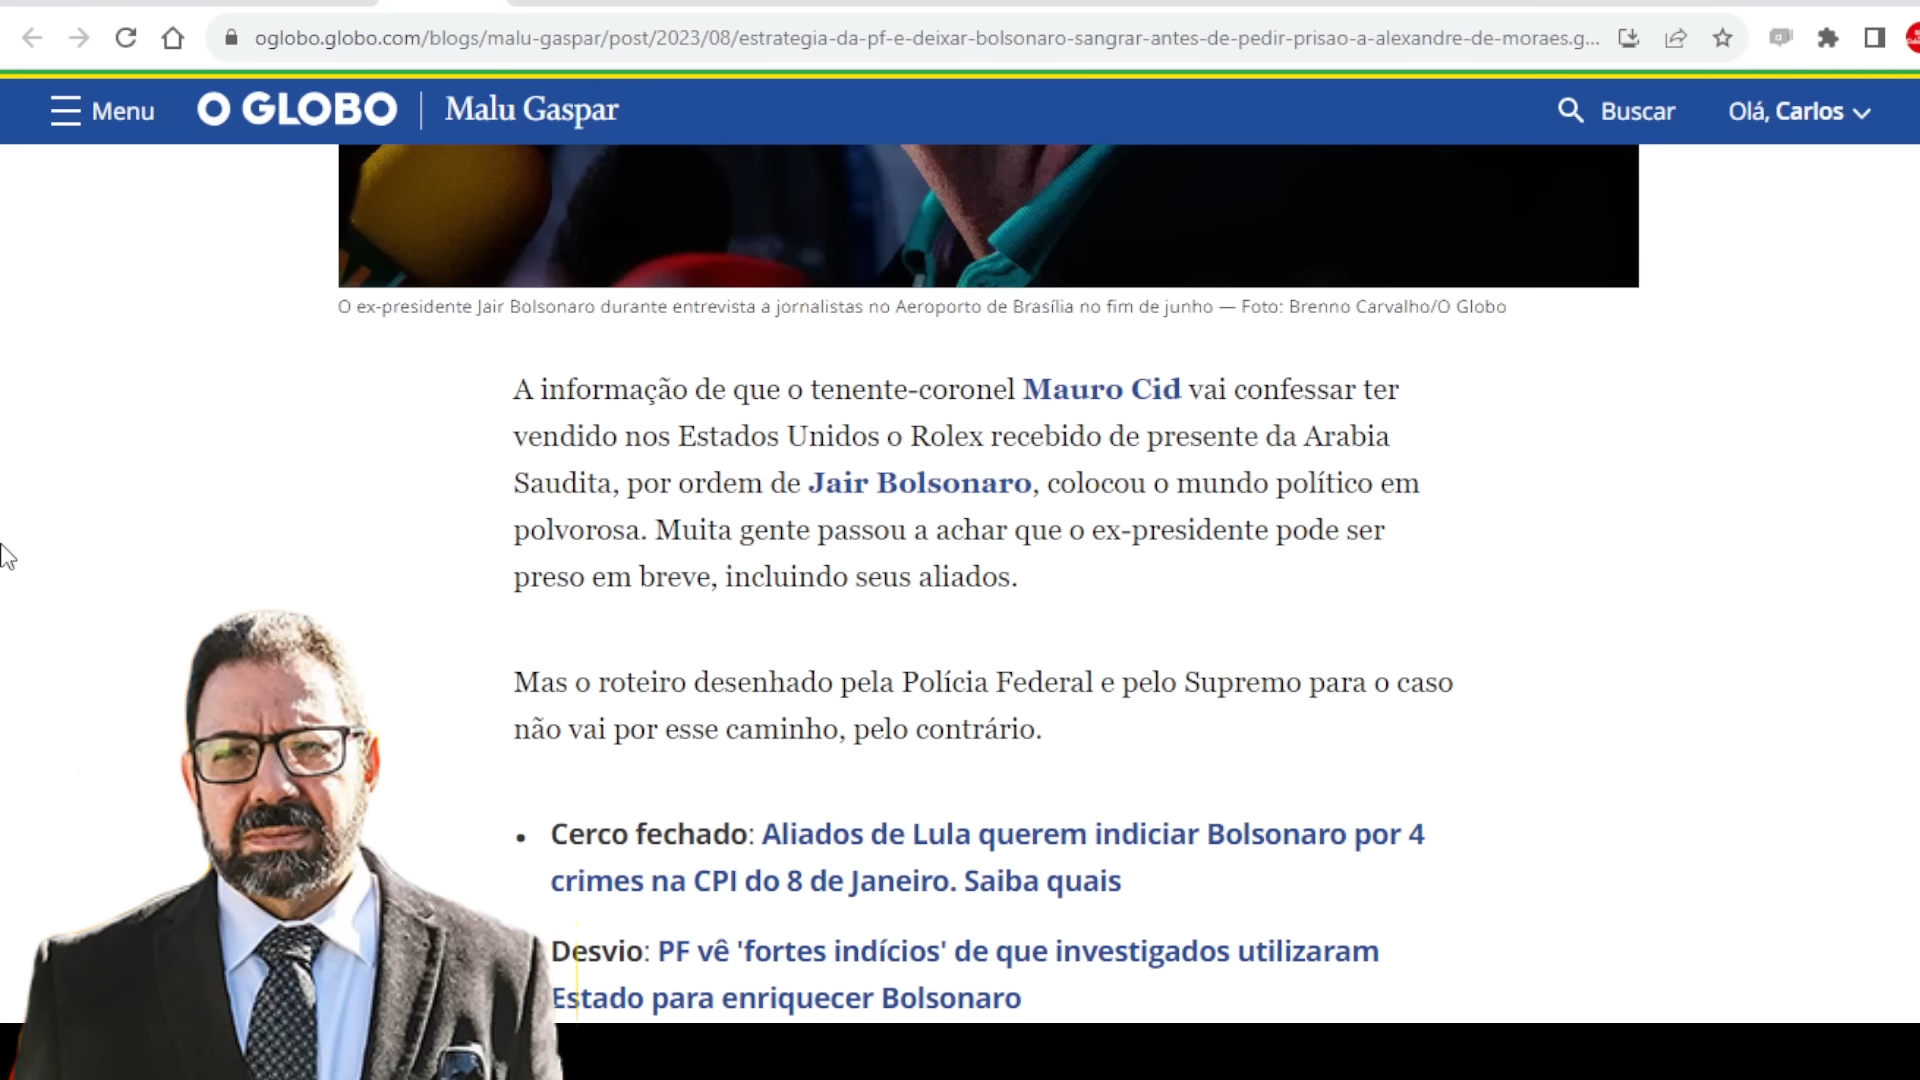 oglobo.globo.com/blogs/malu-gaspar/post/2023/08/estrategia-da-pf-e-deixar-bolsonaro-sangrar-antes-de-pedir-prisao-a-alexandre-de-moraes.g...
Menu O GLOBO Malu Gaspar Buscar Olá, Carlos
O ex-presidente Jair Bolsonaro durante entrevista a jornalistas no Aeroporto de Brasília no fim de junho — Foto: Brenno Carvalho/O Globo
A informação de que o tenente-coronel Mauro Cid vai confessar ter
vendido nos Estados Unidos o Rolex recebido de presente da Arabia
Saudita, por ordem de Jair Bolsonaro, colocou o mundo político em
polvorosa. Muita gente passou a achar que o ex-presidente pode ser
preso em breve, incluindo seus aliados.
Mas o roteiro desenhado pela Polícia Federal e pelo Supremo para o caso
não vai por esse caminho, pelo contrário.
• Cerco fechado: Aliados de Lula querem indiciar Bolsonaro por 4
crimes na CPI do 8 de Janeiro. Saiba quais
Desvio: PF vê 'fortes indícios' de que investigados utilizaram
Estado para enriquecer Bolsonaro